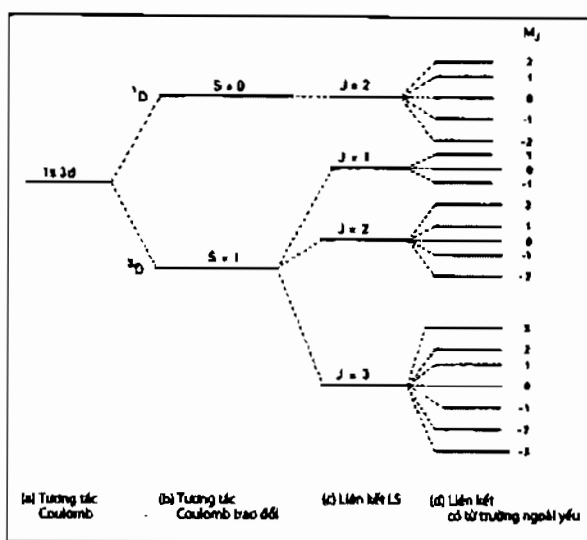 M_J
¹D S = 0 J = 2
2
1
0
-1
-2
1s 3d
J = 1
1
0
-1
J = 2
2
1
0
-1
-2
³D S = 1
J = 3
3
2
1
0
-1
-2
-3
(a) Tương tác
Coulomb
(b) Tương tác
Coulomb trao đổi
(c) Liên kết LS
(d) Liên kết
có từ trường ngoài yếu